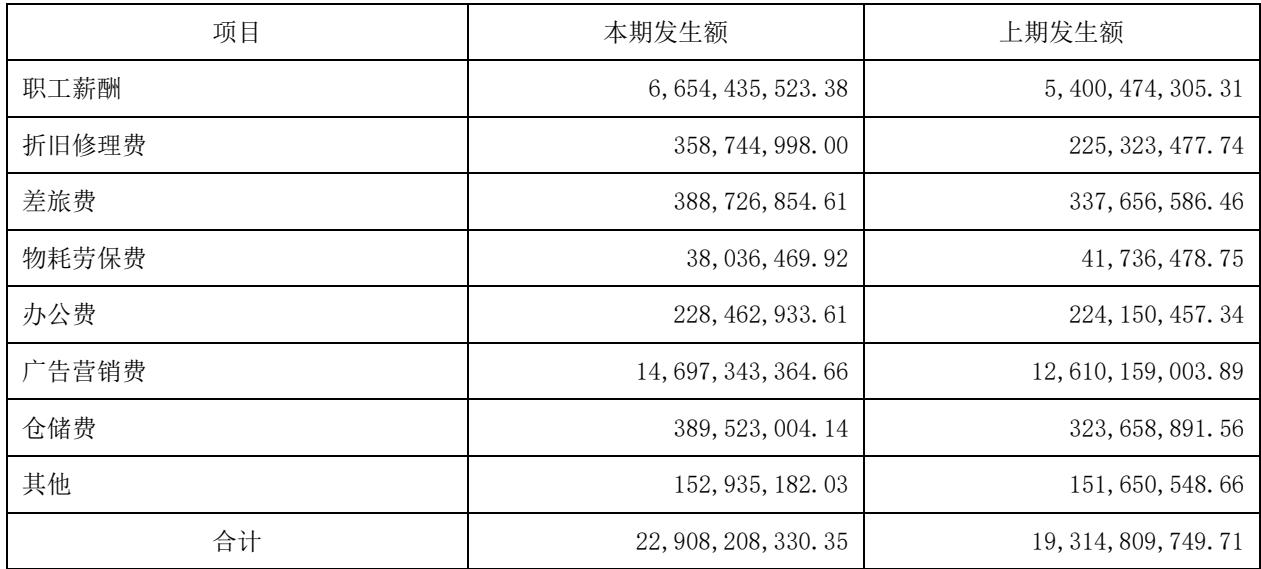 项目 本期发生额 上期发生额
职工薪酬 6,654,435,523.38 5,400,474,305.31
折旧修理费 358,744,998.00 225,323,477.74
差旅费 388,726,854.61 337,656,586.46
物耗劳保费 38,036,469.92 41,736,478.75
办公费 228,462,933.61 224,150,457.34
广告营销费 14,697,343,364.66 12,610,159,003.89
仓储费 389,523,004.14 323,658,891.56
其他 152,935,182.03 151,650,548.66
合计 22,908,208,330.35 19,314,809,749.71